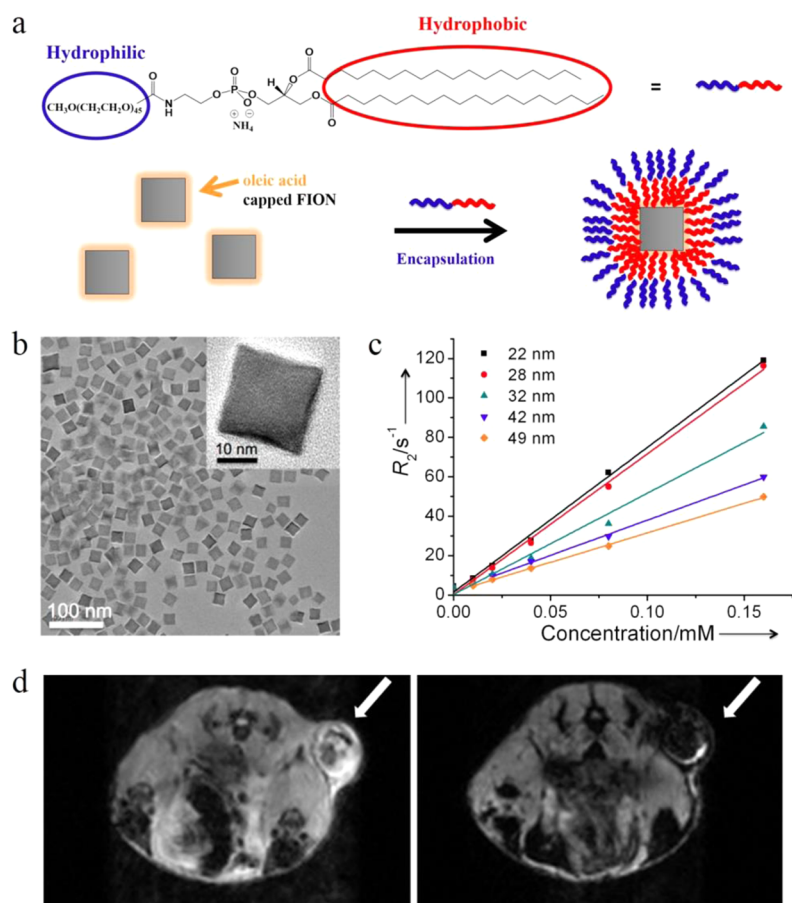 a
Hydrophilic
Hydrophobic
CH₃O(CH₂CH₂O)₄₅
O
N
H
O
O
P
O
O
⊕ ⊖
NH₄
H
O
O
O
O
=
oleic acid
capped FION
Encapsulation
b
10 nm
100 nm
c
R₂/s⁻¹
120
100
80
60
40
20
0
22 nm
28 nm
32 nm
42 nm
49 nm
0.00 0.05 0.10 0.15
Concentration/mM
d